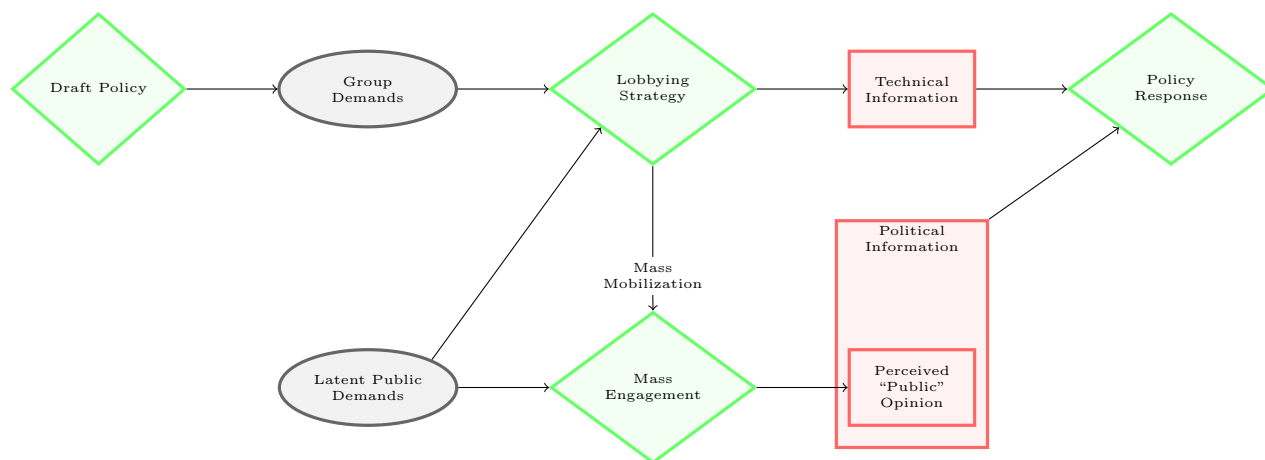 Draft Policy
Group
Demands
Lobbying
Strategy
Technical
Information
Policy
Response
Political
Information
Mass
Mobilization
Latent Public
Demands
Mass
Engagement
Perceived
“Public”
Opinion